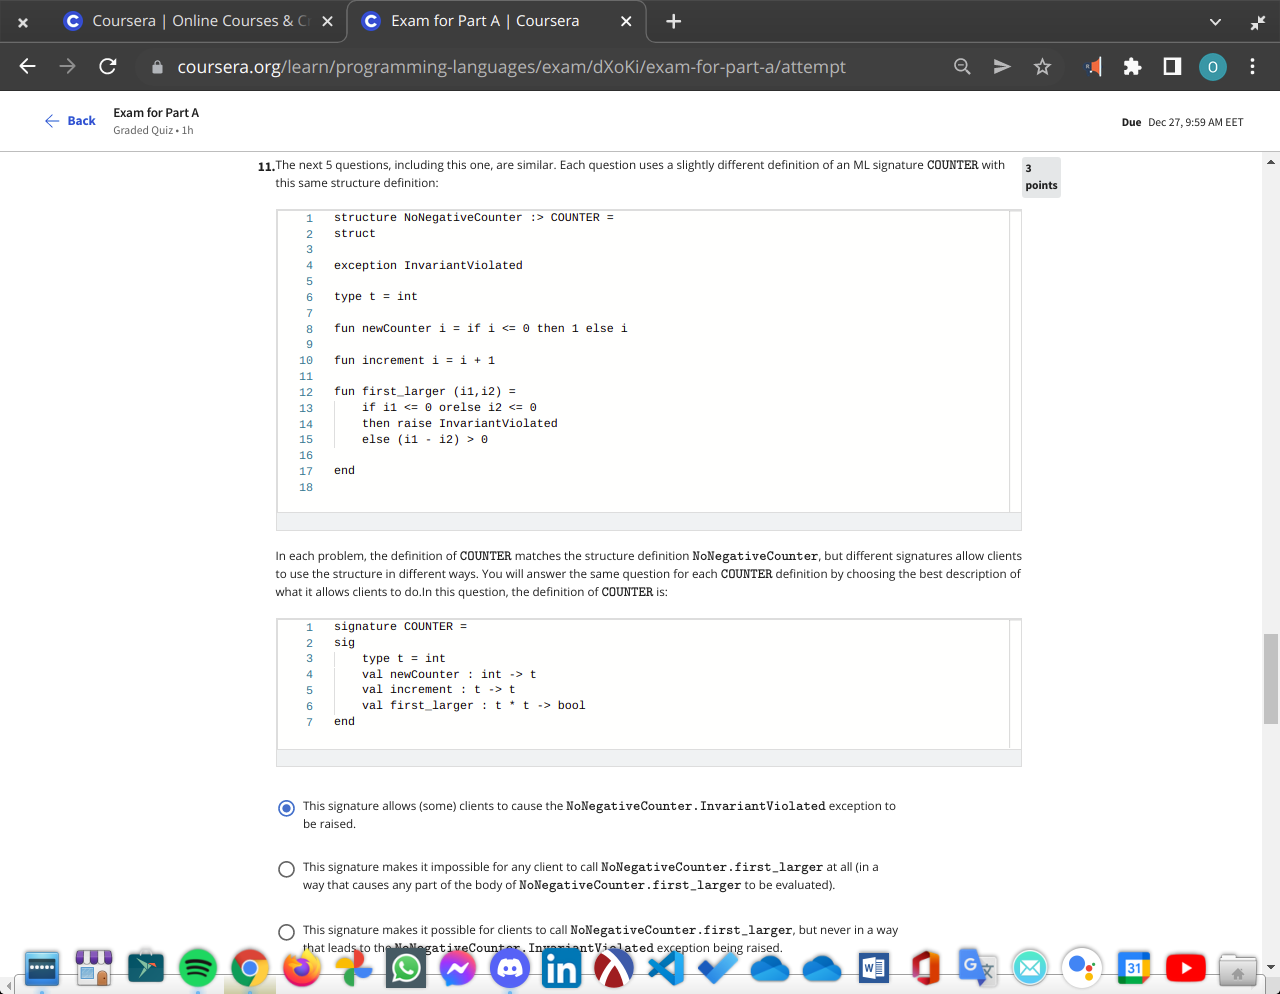 Coursera | Online Courses & C
Exam for Part A | Coursera
coursera.org/learn/programming-languages/exam/dXoKi/exam-for-part-a/attempt
O
Back
Exam for Part A
Graded Quiz • 1h
Due Dec 27, 9:59 AM EET
11. The next 5 questions, including this one, are similar. Each question uses a slightly different definition of an ML signature COUNTER with
this same structure definition:
3
points
1 structure NoNegativeCounter :> COUNTER =
2 struct
3
4 exception InvariantViolated
5
6 type t = int
7
8 fun newCounter i = if i <= 0 then 1 else i
9
10 fun increment i = i + 1
11
12 fun first_larger (i1,i2) =
13 if i1 <= 0 orelse i2 <= 0
14 then raise InvariantViolated
15 else (i1 - i2) > 0
16
17 end
18
In each problem, the definition of COUNTER matches the structure definition NoNegativeCounter, but different signatures allow clients
to use the structure in different ways. You will answer the same question for each COUNTER definition by choosing the best description of
what it allows clients to do.In this question, the definition of COUNTER is:
1 signature COUNTER =
2 sig
3 type t = int
4 val newCounter : int -> t
5 val increment : t -> t
6 val first_larger : t * t -> bool
7 end
This signature allows (some) clients to cause the NoNegativeCounter.InvariantViolated exception to
be raised.
This signature makes it impossible for any client to call NoNegativeCounter.first_larger at all (in a
way that causes any part of the body of NoNegativeCounter.first_larger to be evaluated).
This signature makes it possible for clients to call NoNegativeCounter.first_larger, but never in a way
that leads to the NoNegativeCounter.InvariantViolated exception being raised.
in
W
G
31